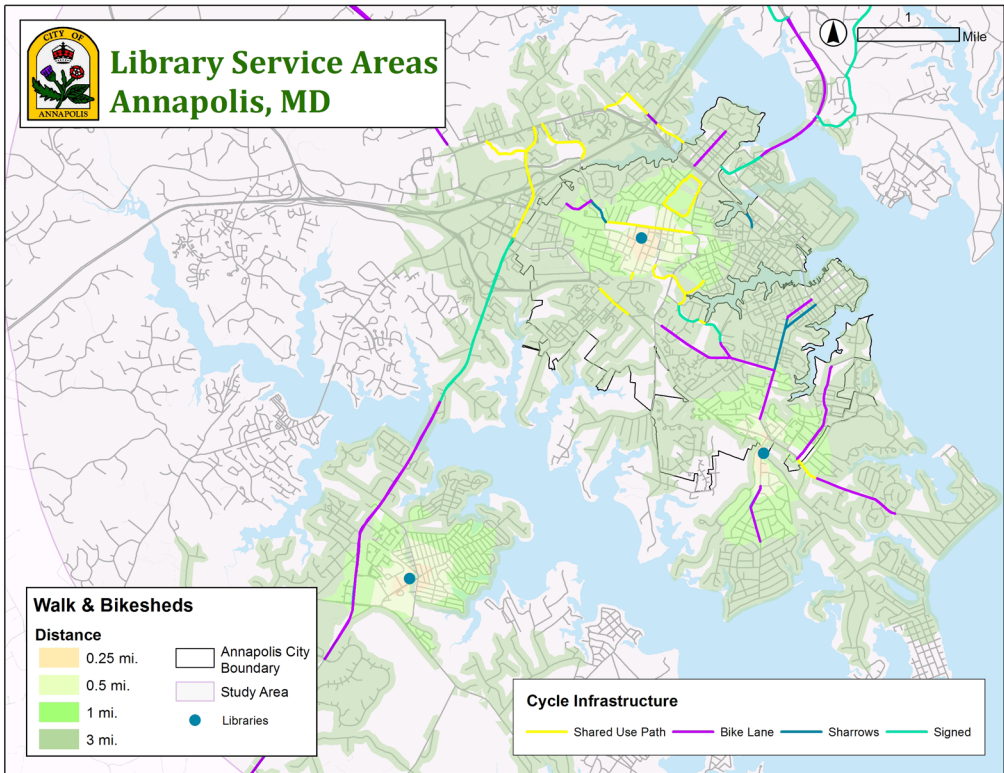 CITY OF
ANNAPOLIS
Library Service Areas
Annapolis, MD
1
Mile
Walk & Bikesheds
Distance
0.25 mi.
0.5 mi.
1 mi.
3 mi.
Annapolis City
Boundary
Study Area
Libraries
Cycle Infrastructure
Shared Use Path
Bike Lane
Sharrows
Signed